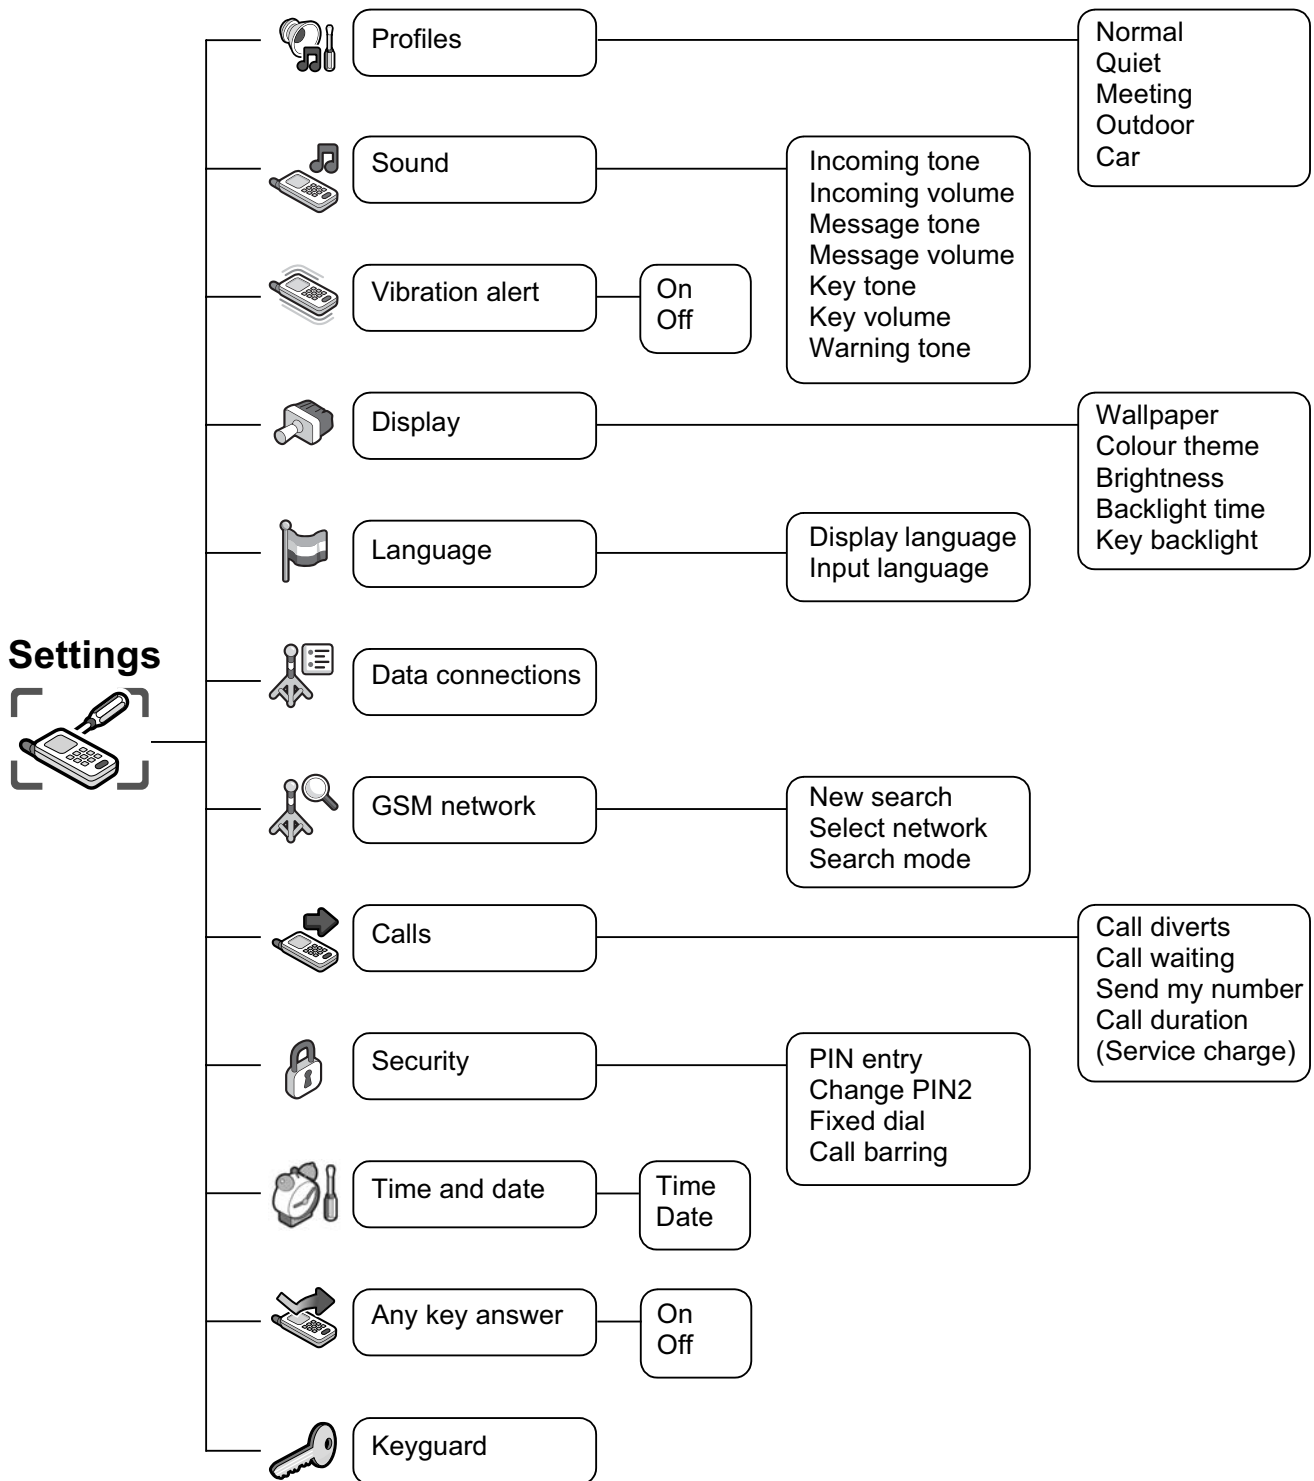 Settings
Profiles
Normal
Quiet
Meeting
Outdoor
Car
Sound
Incoming tone
Incoming volume
Message tone
Message volume
Key tone
Key volume
Warning tone
Vibration alert
On
Off
Display
Wallpaper
Colour theme
Brightness
Backlight time
Key backlight
Language
Display language
Input language
Data connections
GSM network
New search
Select network
Search mode
Calls
Call diverts
Call waiting
Send my number
Call duration
(Service charge)
Security
PIN entry
Change PIN2
Fixed dial
Call barring
Time and date
Time
Date
Any key answer
On
Off
Keyguard